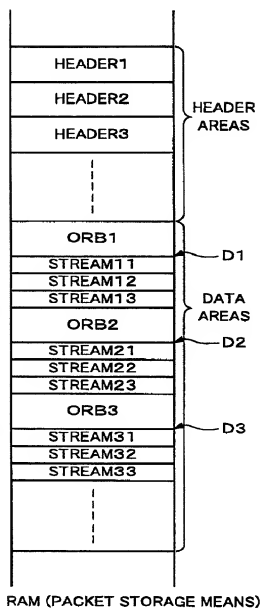 HEADER1
HEADER2
HEADER3
HEADER
AREAS
ORB1
D1
STREAM11
STREAM12
STREAM13
DATA
AREAS
ORB2
D2
STREAM21
STREAM22
STREAM23
ORB3
D3
STREAM31
STREAM32
STREAM33
RAM (PACKET STORAGE MEANS)